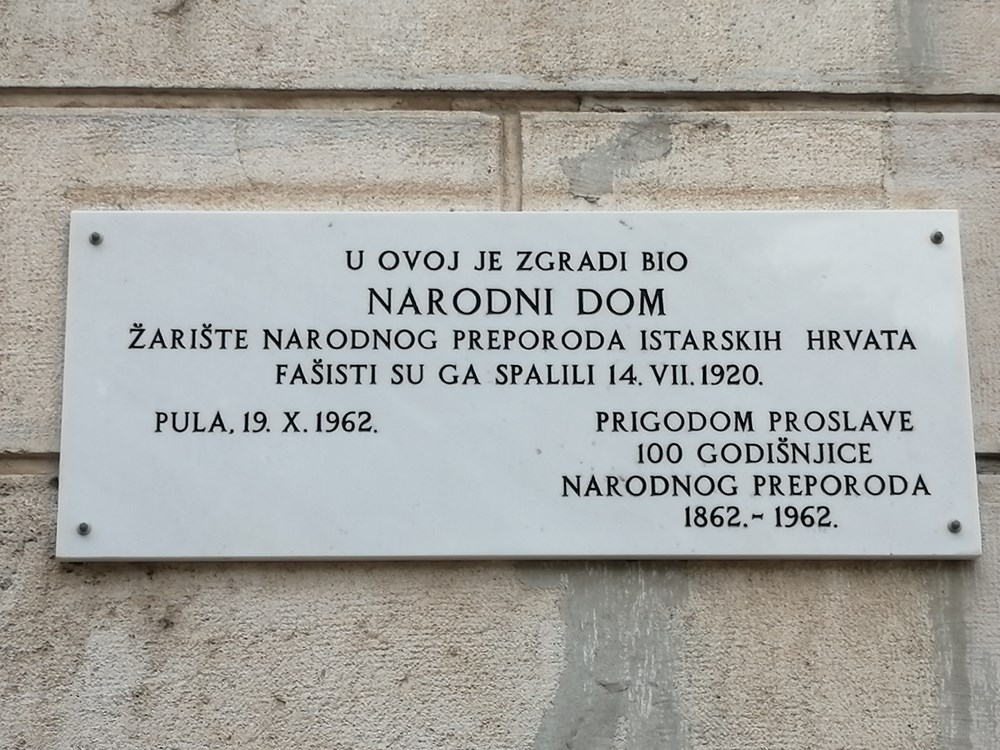 U OVOJ JE ZGRADI BIO
NARODNI DOM
ŽARIŠTE NARODNOG PREPORODA ISTARSKIH HRVATA
FAŠISTI SU GA SPALILI 14. VII. 1920.
PULA, 19. X. 1962.
PRIGODOM PROSLAVE
100 GODIŠNJICE
NARODNOG PREPORODA
1862.- 1962.